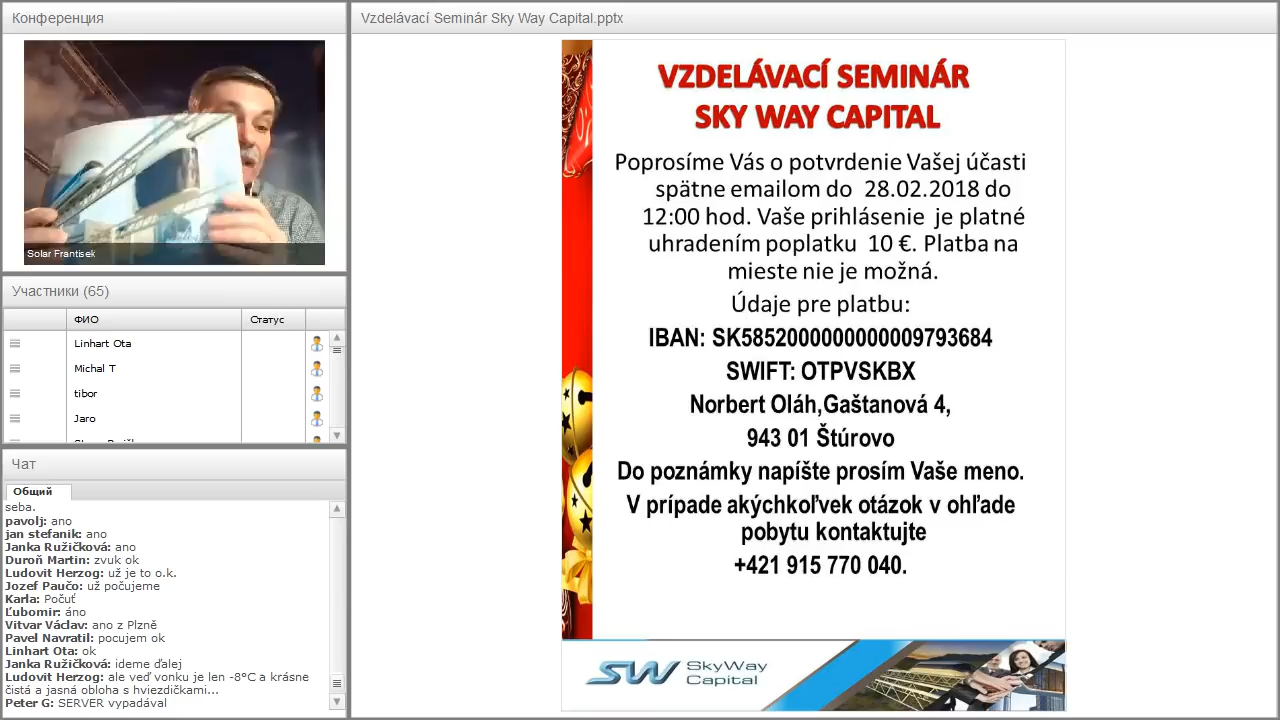 Конференция
Solar Frantisek
Участники (65)
ФИО
Статус
Linhart Ota
Michal T
tibor
Jaro
Чат
Общий
seba.
pavolj: ano
jan stefanik: ano
Janka Ružičková: ano
Duroň Martin: zvuk ok
Ludovit Herzog: už je to o.k.
Jozef Paučo: už počujeme
Karla: Počuť
Ľubomir: áno
Vitvar Václav: ano z Plzně
Pavel Navratil: pocujem ok
Linhart Ota: ok
Janka Ružičková: ideme ďalej
Ludovit Herzog: ale veď vonku je len -8°C a krásne
čistá a jasná obloha s hviezdičkami...
Peter G: SERVER vypadával
Vzdelávací Seminár Sky Way Capital.pptx
VZDELÁVACÍ SEMINÁR
SKY WAY CAPITAL
Poprosíme Vás o potvrdenie Vašej účasti
spätne emailom do 28.02.2018 do
12:00 hod. Vaše prihlásenie je platné
uhradením poplatku 10 €. Platba na
mieste nie je možná.
Údaje pre platbu:
IBAN: SK5852000000000009793684
SWIFT: OTPVSKBX
Norbert Oláh,Gaštanová 4,
943 01 Štúrovo
Do poznámky napíšte prosím Vaše meno.
V prípade akýchkoľvek otázok v ohľade
pobytu kontaktujte
+421 915 770 040.
SW SkyWay
Capital